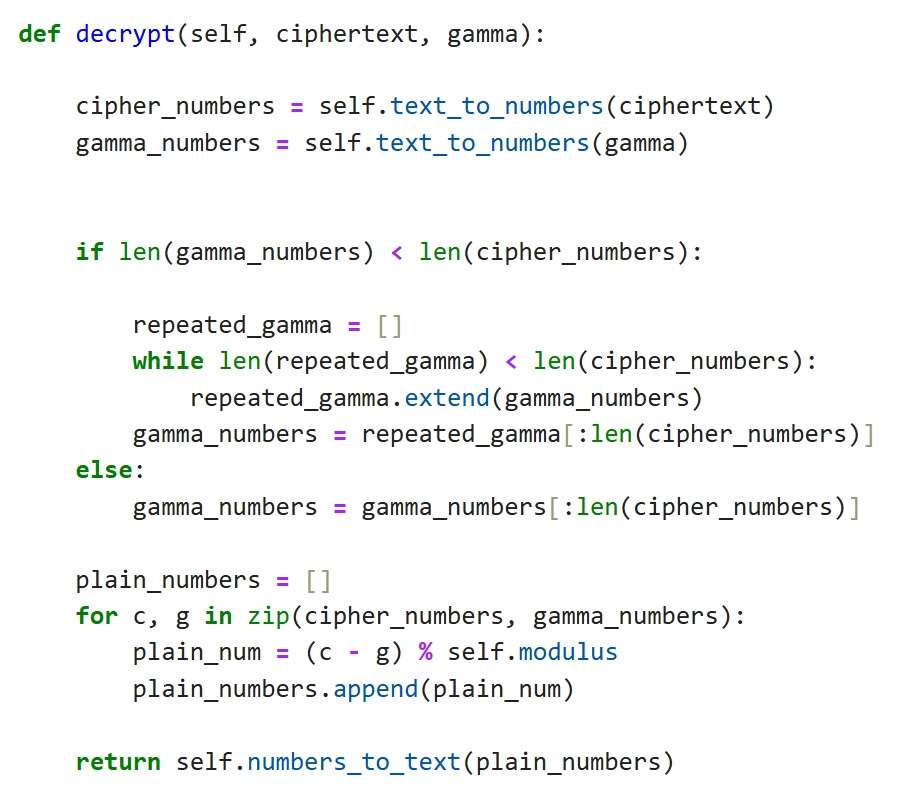 def decrypt(self, ciphertext, gamma):
    cipher_numbers = self.text_to_numbers(ciphertext)
    gamma_numbers = self.text_to_numbers(gamma)
    if len(gamma_numbers) < len(cipher_numbers):
        repeated_gamma = []
        while len(repeated_gamma) < len(cipher_numbers):
            repeated_gamma.extend(gamma_numbers)
        gamma_numbers = repeated_gamma[:len(cipher_numbers)]
    else:
        gamma_numbers = gamma_numbers[:len(cipher_numbers)]
    plain_numbers = []
    for c, g in zip(cipher_numbers, gamma_numbers):
        plain_num = (c - g) % self.modulus
        plain_numbers.append(plain_num)
    return self.numbers_to_text(plain_numbers)